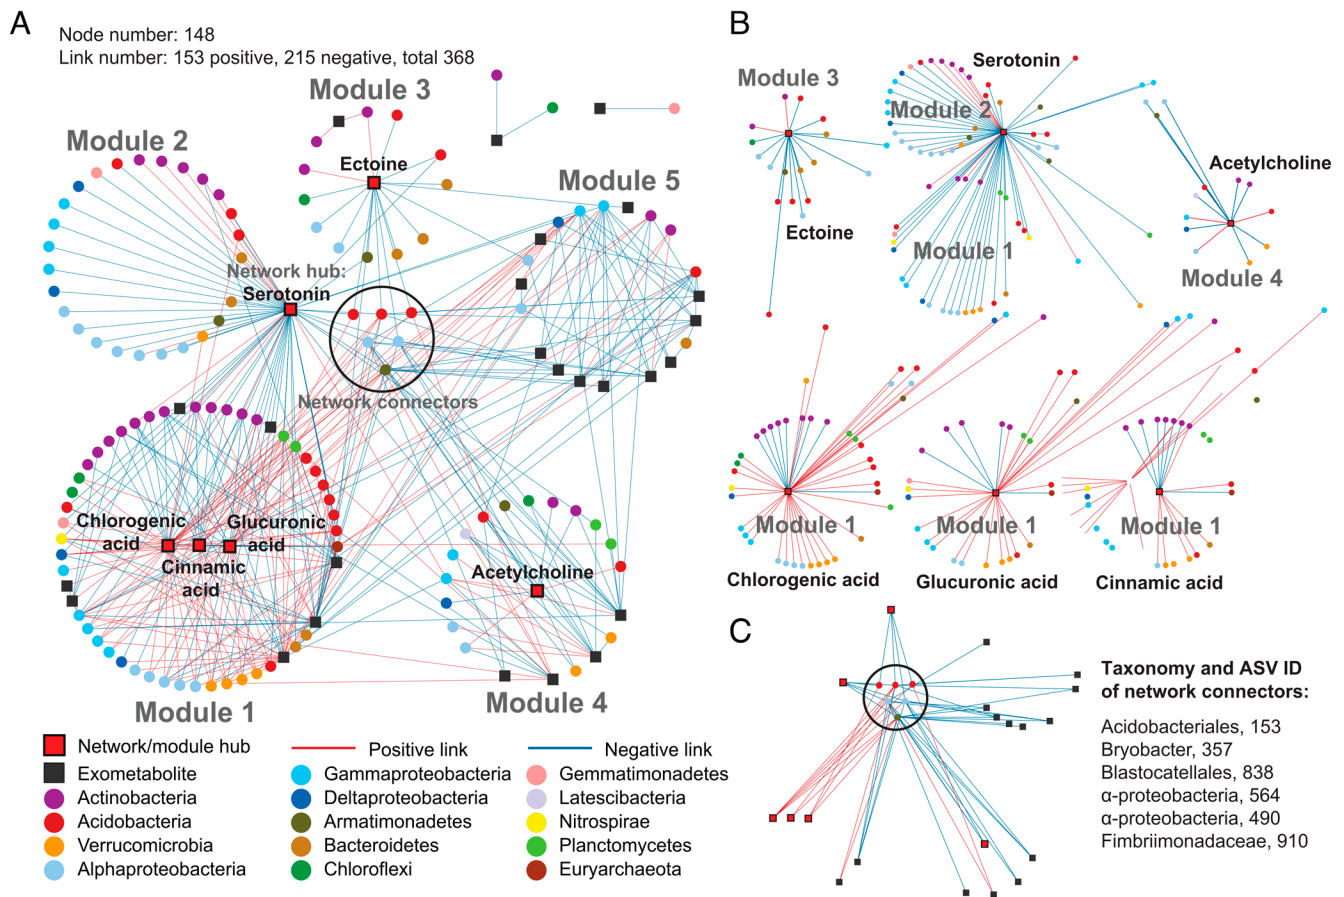 A
Node number: 148
Link number: 153 positive, 215 negative, total 368
Module 3
Module 2
Ectoine
Module 5
Network hub:
Serotonin
Network connectors
Chlorogenic
acid
Glucuronic
acid
Cinnamic
acid
Acetylcholine
Module 4
Module 1
B
Serotonin
Module 3
Module 2
Acetylcholine
Ectoine
Module 1
Module 4
Module 1
Module 1
Module 1
Chlorogenic acid
Glucuronic acid
Cinnamic acid
C
Taxonomy and ASV ID
of network connectors:
Acidobacteriales, 153
Bryobacter, 357
Blastocatellales, 838
α-proteobacteria, 564
α-proteobacteria, 490
Fimbriimonadaceae, 910
Network/module hub
Positive link
Negative link
Exometabolite
Gammaproteobacteria
Gemmatimonadetes
Actinobacteria
Deltaproteobacteria
Latescibacteria
Acidobacteria
Armatimonadetes
Nitrospirae
Verrucomicrobia
Bacteroidetes
Planctomycetes
Alphaproteobacteria
Chloroflexi
Euryarchaeota